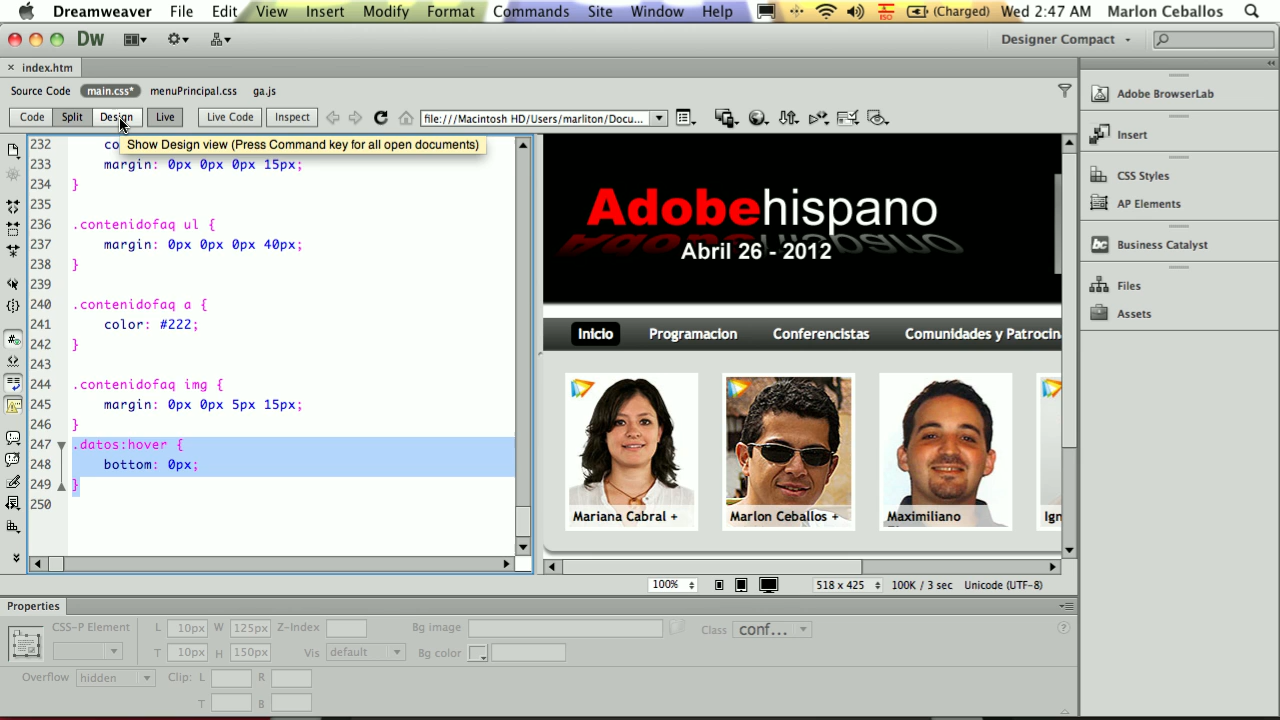 Dreamweaver File Edit View Insert Modify Format Commands Site Window Help (Charged) Wed 2:47 AM Marlon Ceballos
Dw Designer Compact
index.htm
Source Code main.css* menuPrincipal.css ga.js
Code Split Design Live Live Code Inspect file:///Macintosh HD/Users/marliton/Docu...
Show Design view (Press Command key for all open documents)
232 co
233 margin: 0px 0px 0px 15px;
234 }
235
236 .contenidofaq ul {
237 margin: 0px 0px 0px 40px;
238 }
239
240 .contenidofaq a {
241 color: #222;
242 }
243
244 .contenidofaq img {
245 margin: 0px 0px 5px 15px;
246 }
247 .datos:hover {
248 bottom: 0px;
249 }
250
Adobehispano
Abril 26 - 2012
Inicio Programacion Conferencistas Comunidades y Patrocina
Mariana Cabral + Marlon Ceballos + Maximiliano Ign
100% 518 x 425 100K / 3 sec Unicode (UTF-8)
Adobe BrowserLab
Insert
CSS Styles
AP Elements
bc Business Catalyst
Files
Assets
Properties
CSS-P Element L 10px W 125px Z-Index Bg image Class conf...
T 10px H 150px Vis default Bg color
Overflow hidden Clip: L R
T B